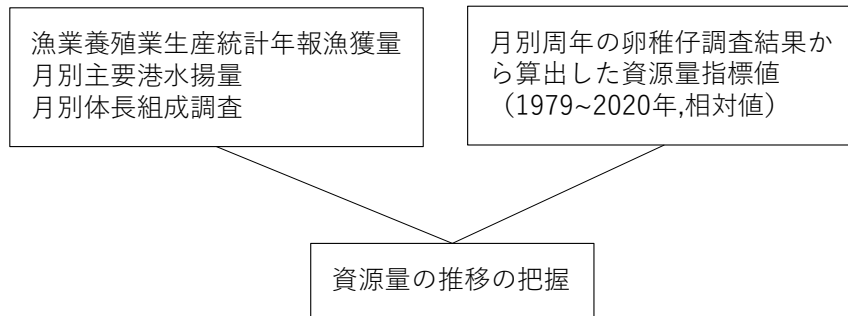 漁業養殖業生産統計年報漁獲量
月別主要港水揚量
月別体長組成調査
月別周年の卵稚仔調査結果か
ら算出した資源量指標値
（1979~2020年,相対値）
資源量の推移の把握